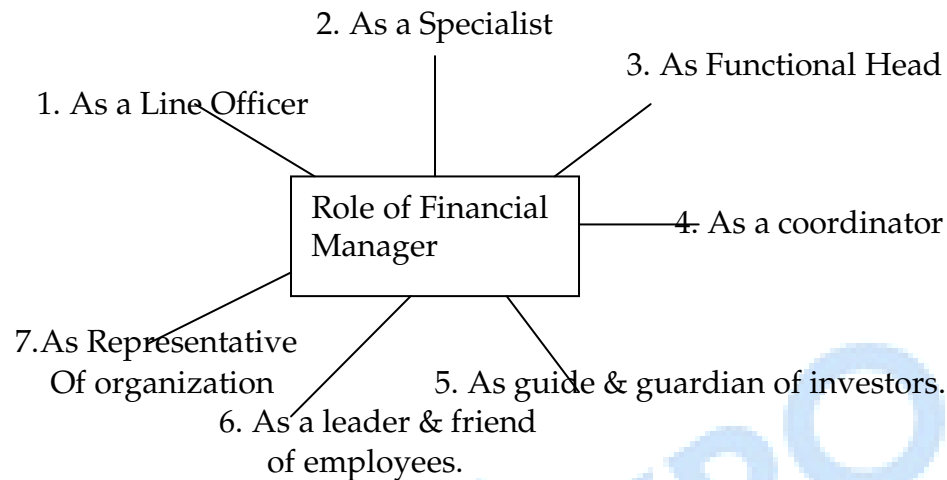 2. As a Specialist
3. As Functional Head
1. As a Line Officer
Role of Financial
Manager
4. As a coordinator
7.As Representative
Of organization
5. As guide & guardian of investors.
6. As a leader & friend
of employees.